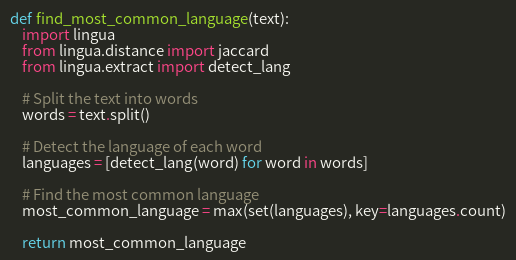 def find_most_common_language(text):
    import lingua
    from lingua.distance import jaccard
    from lingua.extract import detect_lang

    # Split the text into words
    words = text.split()

    # Detect the language of each word
    languages = [detect_lang(word) for word in words]

    # Find the most common language
    most_common_language = max(set(languages), key=languages.count)

    return most_common_language